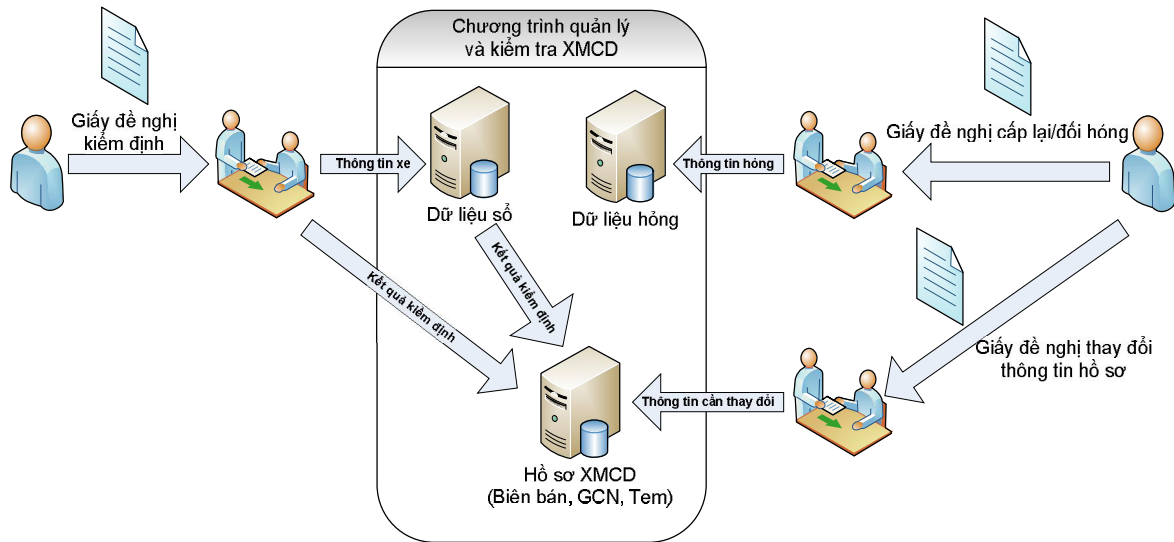 Chương trình quản lý
và kiểm tra XMCD
Giấy đề nghị
kiểm định
Thông tin xe
Dữ liệu sổ
Thông tin hỏng
Dữ liệu hỏng
Giấy đề nghị cấp lại/đối hóng
Kết quả kiểm định
Kết quả kiểm định
Giấy đề nghị thay đổi
thông tin hồ sơ
Thông tin cần thay đổi
Hồ sơ XMCD
(Biên bán, GCN, Tem)